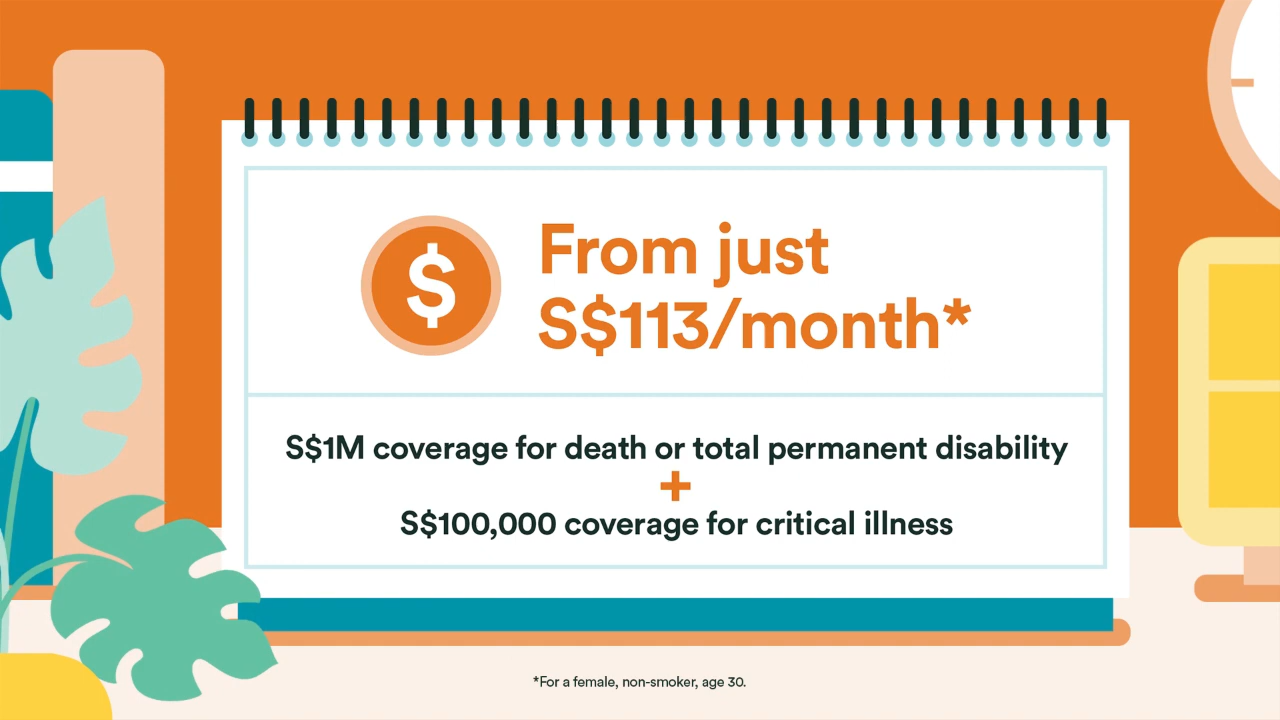 $
From just
S$113/month*
S$1M coverage for death or total permanent disability
+
S$100,000 coverage for critical illness
*For a female, non-smoker, age 30.